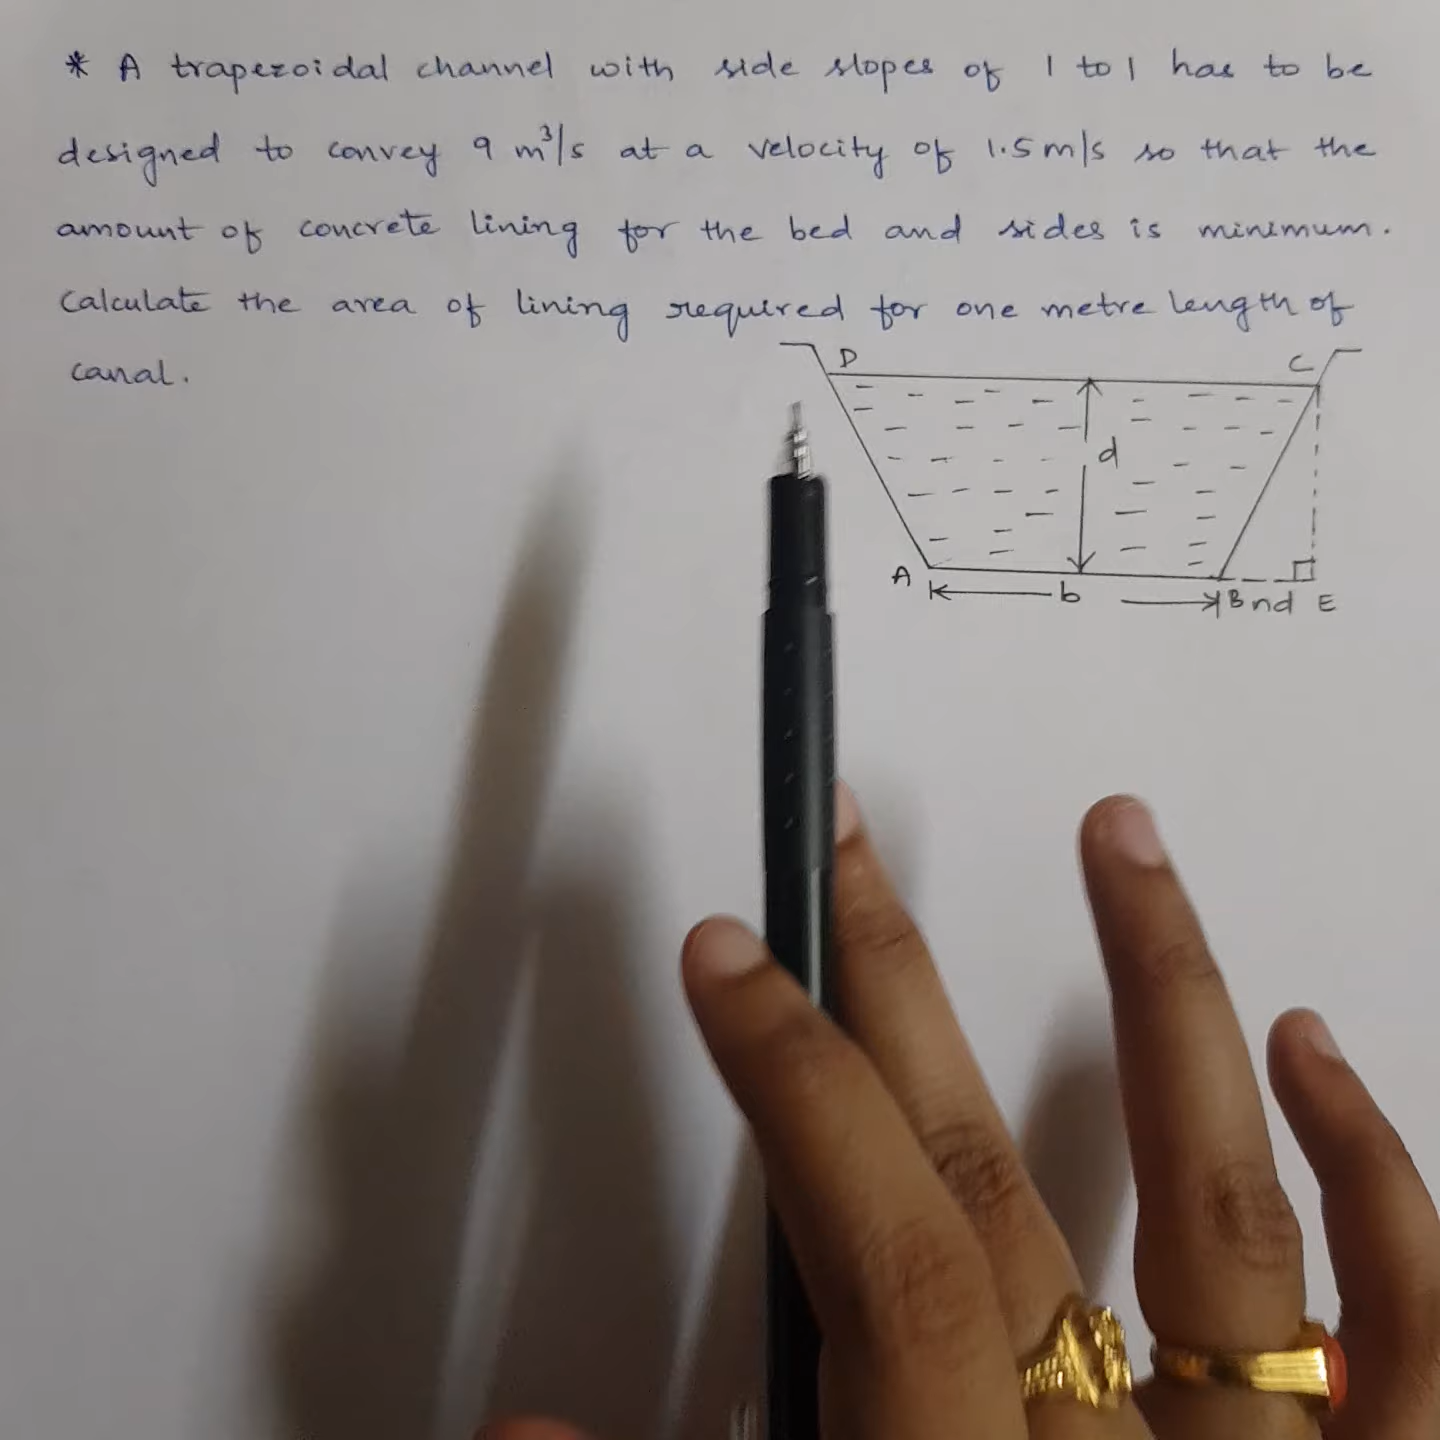 * A trapezoidal channel with side slopes of 1 to 1 has to be
designed to convey 9 m³/s at a velocity of 1.5 m/s so that the
amount of concrete lining for the bed and sides is minimum.
Calculate the area of lining required for one metre length of
canal.
D
C
d
A
b
B nd E